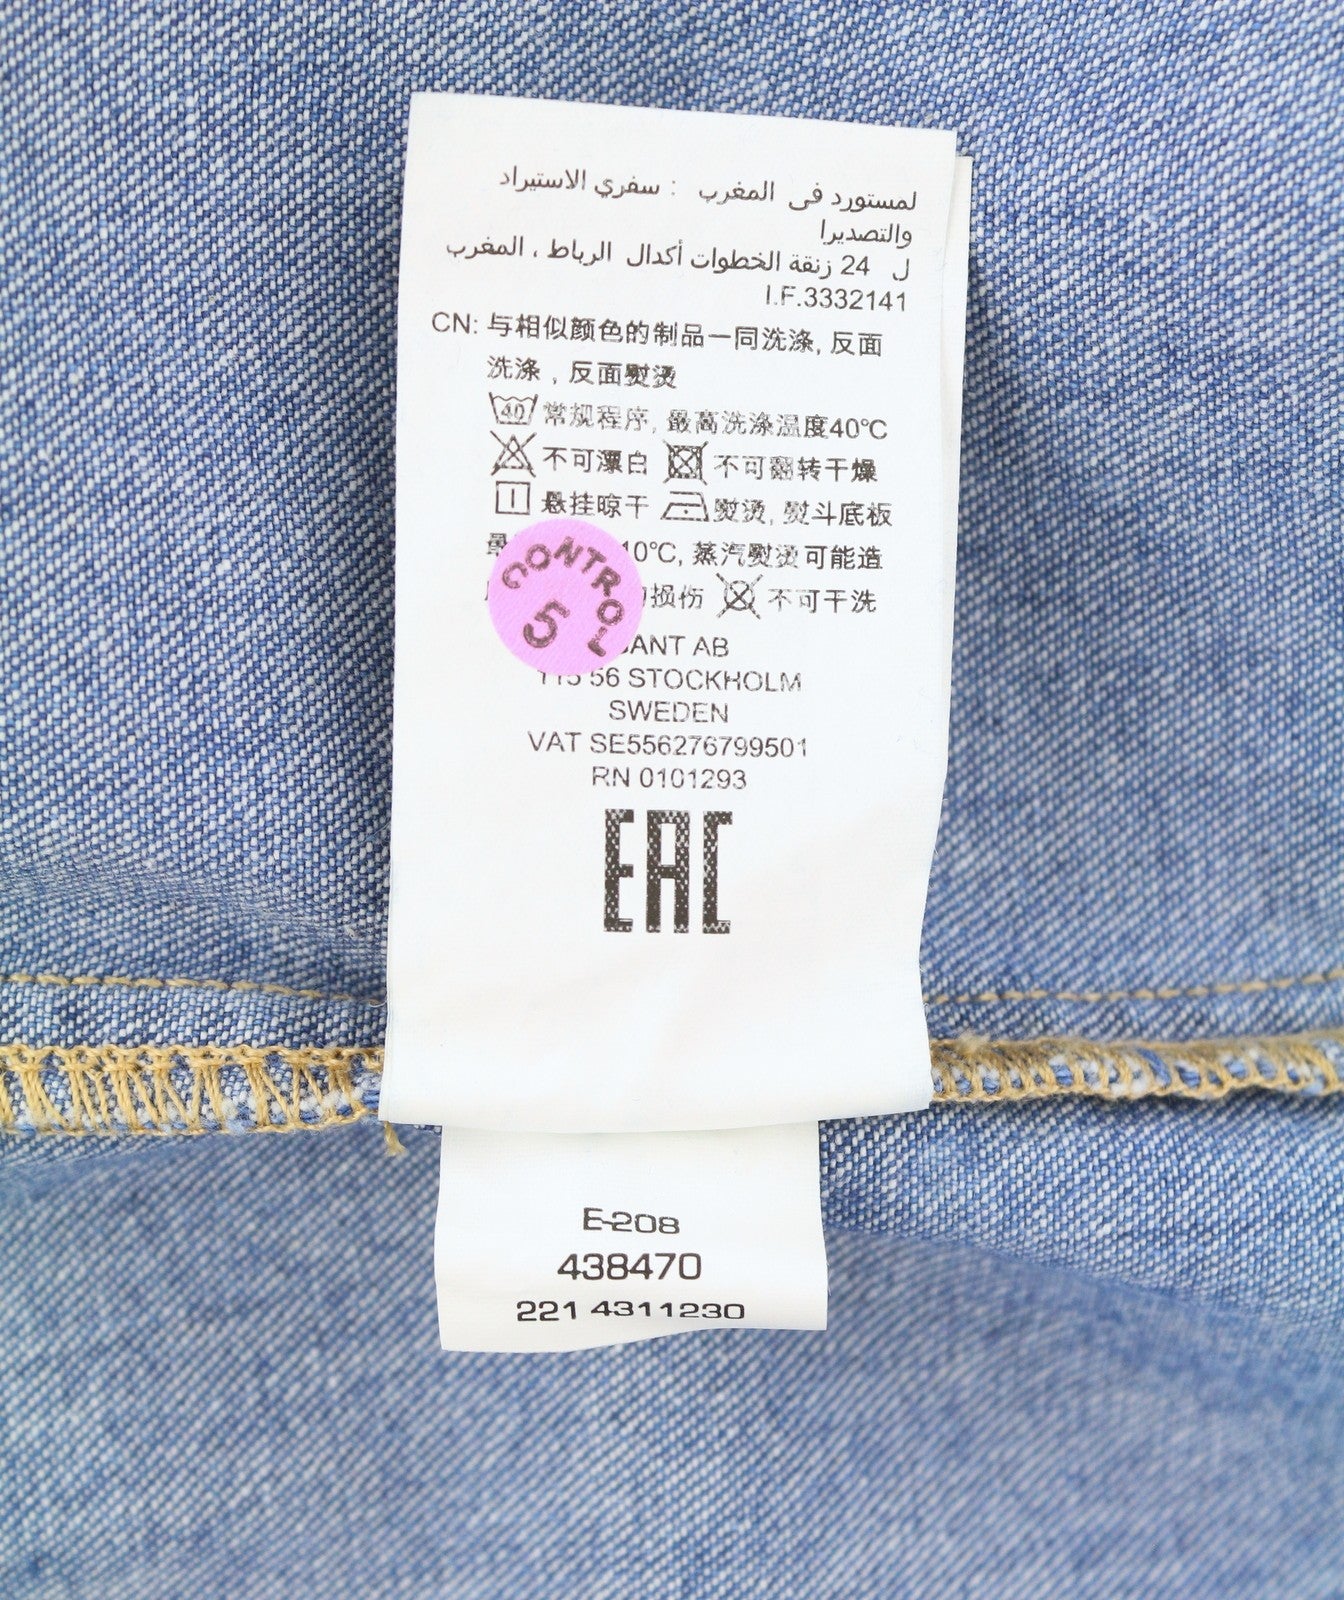 لمستورد في المغرب : سفري الاستيراد
والتصديرا
ل 24 زنقة الخطوات أكدال الرباط ، المغرب
I.F.3332141
CN: 与相似颜色的制品一同洗涤, 反面
洗涤 , 反面熨烫
40 常规程序, 最高洗涤温度40°C
不可漂白 不可翻转干燥
悬挂晾干 熨烫, 熨斗底板
10°C, 蒸汽熨烫可能造
损伤 不可干洗
CONTROL
5
ANT AB
115 56 STOCKHOLM
SWEDEN
VAT SE556276799501
RN 0101293
EAC
E-208
438470
221 4311230